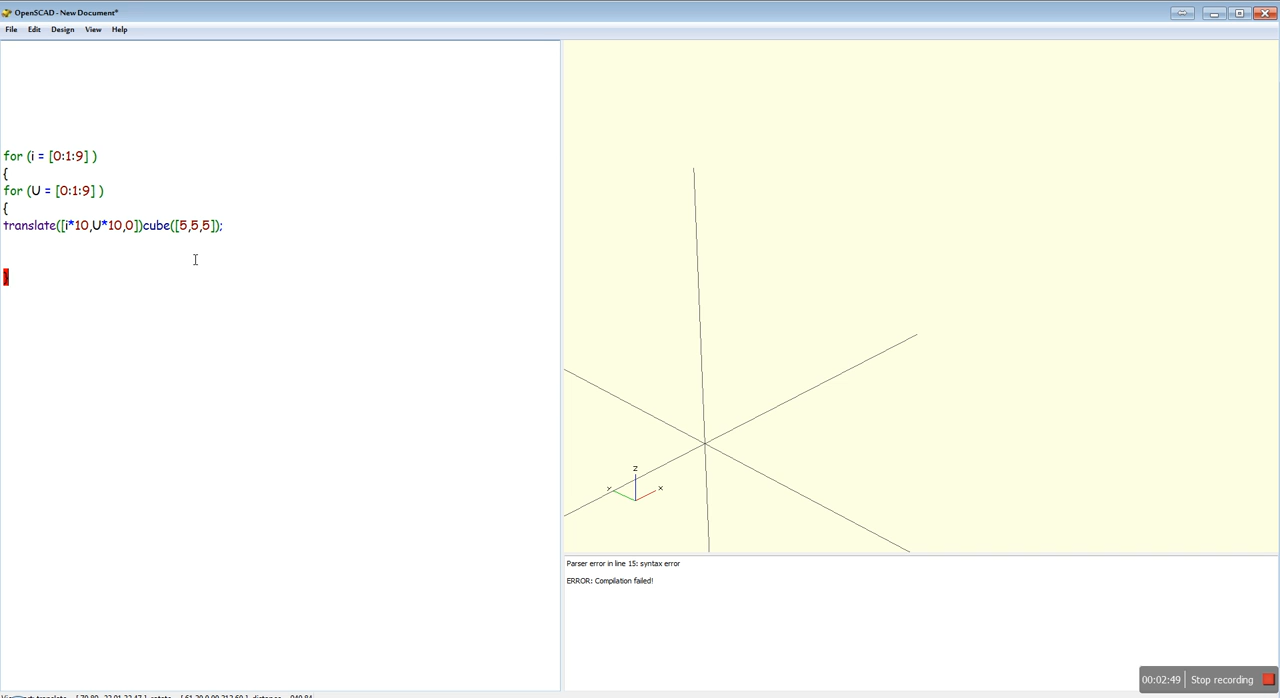 OpenSCAD - New Document*
File Edit Design View Help
for (i = [0:1:9] )
{
for (U = [0:1:9] )
{
translate([i*10,U*10,0])cube([5,5,5]);
}
Z
Y
X
Parser error in line 15: syntax error
ERROR: Compilation failed!
00:02:49 Stop recording